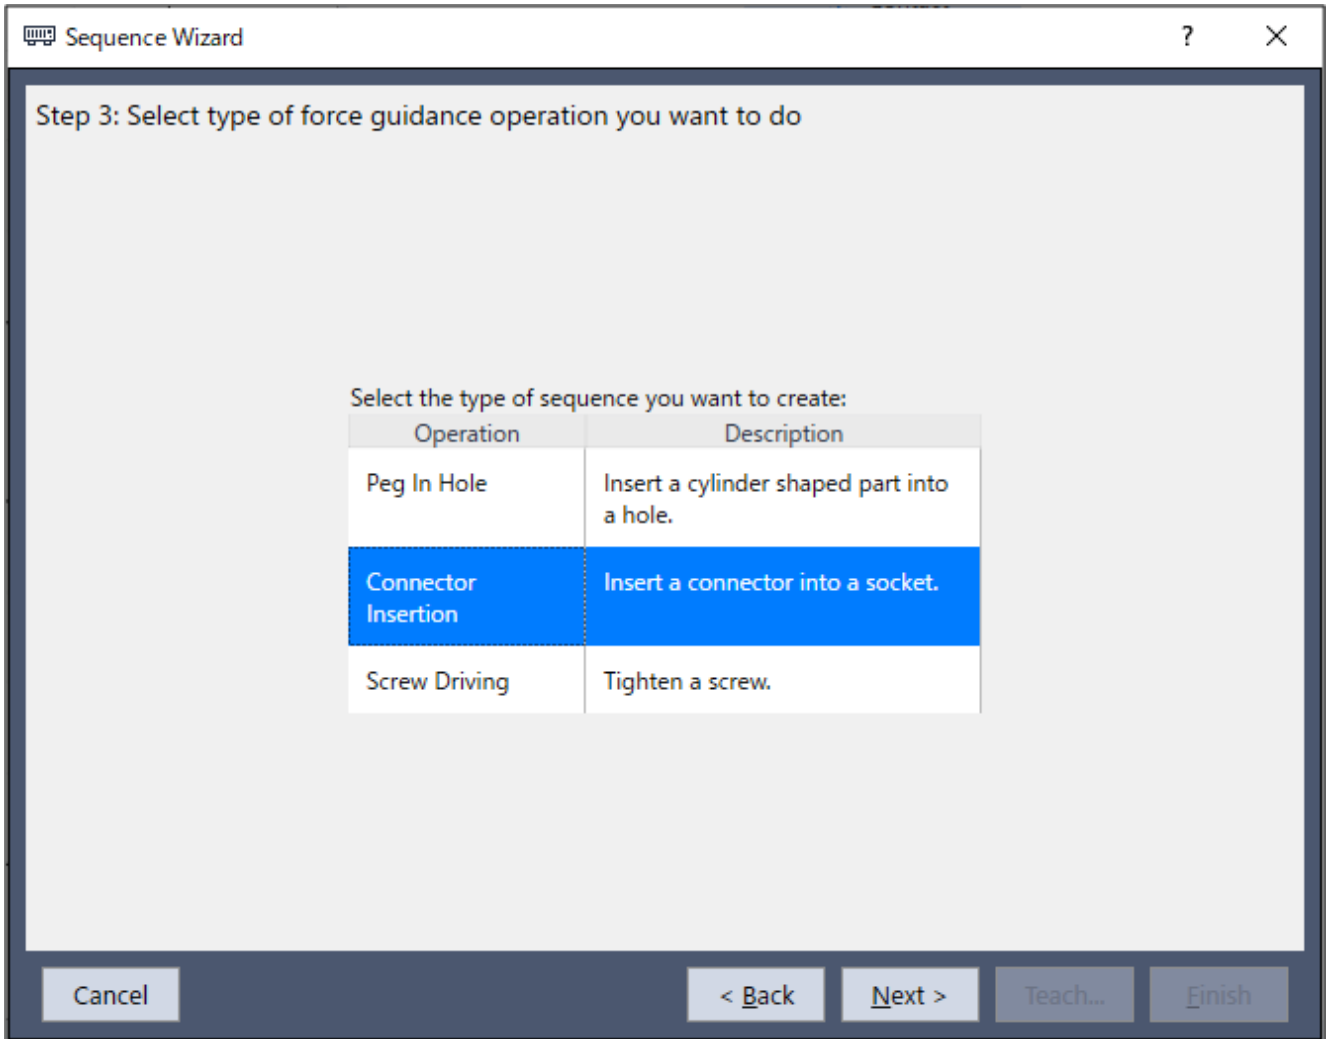 Sequence Wizard
?
Step 3: Select type of force guidance operation you want to do
Select the type of sequence you want to create:
Operation Description
Peg In Hole Insert a cylinder shaped part into
a hole.
Connector Insert a connector into a socket.
Insertion
Screw Driving Tighten a screw.
Cancel < Back Next > Teach... Finish